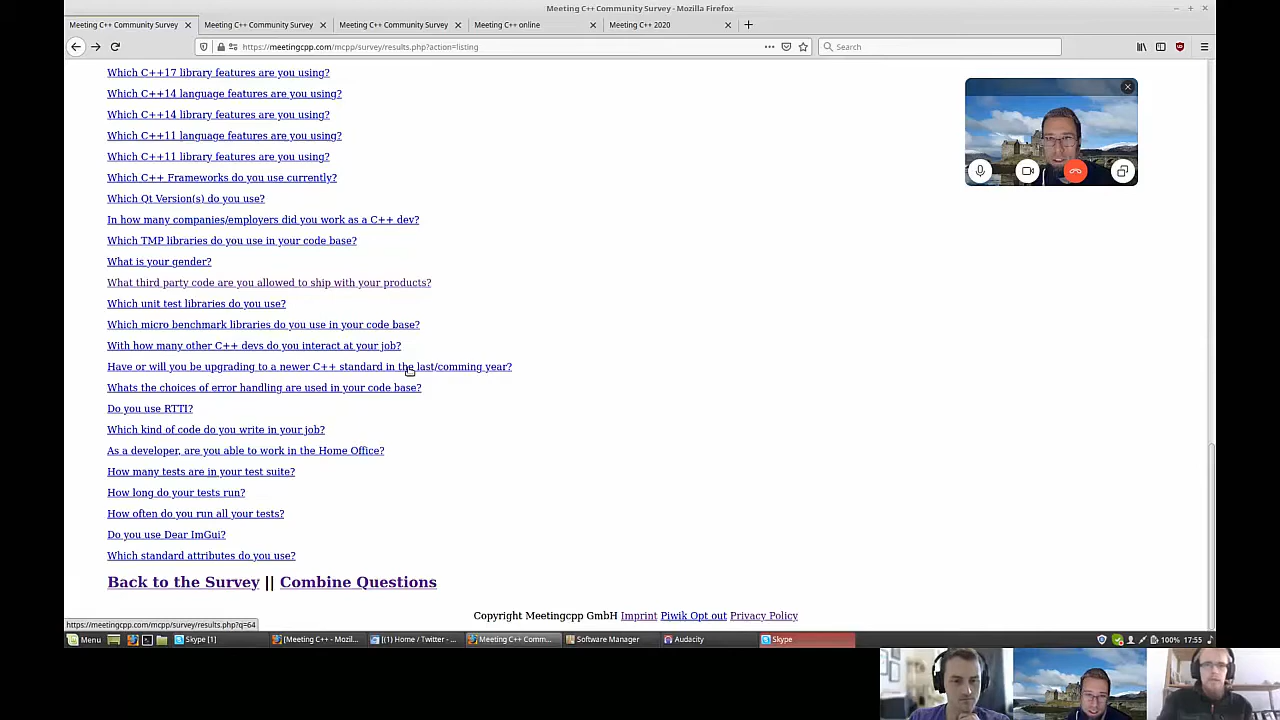 Meeting C++ Community Survey - Mozilla Firefox
Meeting C++ Community Survey
Meeting C++ Community Survey
Meeting C++ Community Survey
Meeting C++ online
Meeting C++ 2020
https://meetingcpp.com/mcpp/survey/results.php?action=listing
Search
Which C++17 library features are you using?
Which C++14 language features are you using?
Which C++14 library features are you using?
Which C++11 language features are you using?
Which C++11 library features are you using?
Which C++ Frameworks do you use currently?
Which Qt Version(s) do you use?
In how many companies/employers did you work as a C++ dev?
Which TMP libraries do you use in your code base?
What is your gender?
What third party code are you allowed to ship with your products?
Which unit test libraries do you use?
Which micro benchmark libraries do you use in your code base?
With how many other C++ devs do you interact at your job?
Have or will you be upgrading to a newer C++ standard in the last/comming year?
Whats the choices of error handling are used in your code base?
Do you use RTTI?
Which kind of code do you write in your job?
As a developer, are you able to work in the Home Office?
How many tests are in your test suite?
How long do your tests run?
How often do you run all your tests?
Do you use Dear ImGui?
Which standard attributes do you use?
Back to the Survey || Combine Questions
Copyright Meetingcpp GmbH Imprint Piwik Opt out Privacy Policy
https://meetingcpp.com/mcpp/survey/results.php?q=64
Menu
Skype [1]
[Meeting C++ - Mozil...
[(1) Home / Twitter - ...
Meeting C++ Comm...
Software Manager
Audacity
Skype
100%
17:55